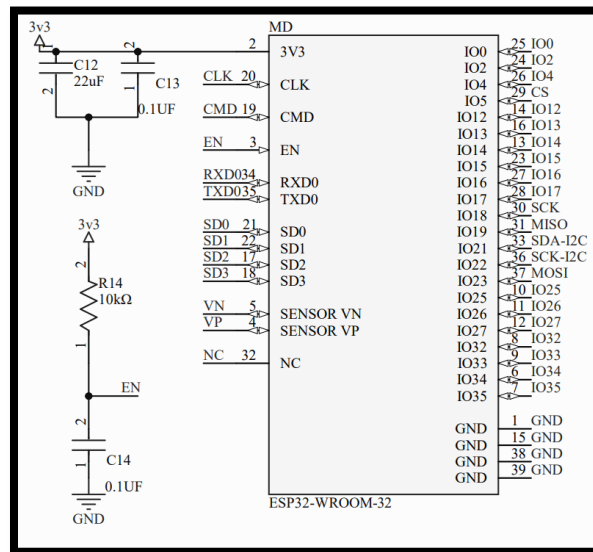 3v3
MD
C12
22uF
1
2
C13
0.1UF
2
1
GND
2 3V3
CLK 20 CLK
CMD 19 CMD
EN 3 EN
RXD0 34 RXD0
TXD0 35 TXD0
SD0 21 SD0
SD1 22 SD1
SD2 17 SD2
SD3 18 SD3
VN 5 SENSOR VN
VP 4 SENSOR VP
NC 32 NC
IO0 25 IO0
IO2 24 IO2
IO4 26 IO4
IO5 29 CS
IO12 14 IO12
IO13 16 IO13
IO14 13 IO14
IO15 23 IO15
IO16 27 IO16
IO17 28 IO17
IO18 30 SCK
IO19 31 MISO
IO21 33 SDA-I2C
IO22 36 SCK-I2C
IO23 37 MOSI
IO25 10 IO25
IO26 11 IO26
IO27 12 IO27
IO32 8 IO32
IO33 9 IO33
IO34 6 IO34
IO35 7 IO35
GND 1 GND
GND 15 GND
GND 38 GND
GND 39 GND
ESP32-WROOM-32
3v3
2
R14
10kΩ
1
EN
2
1
C14
0.1UF
GND